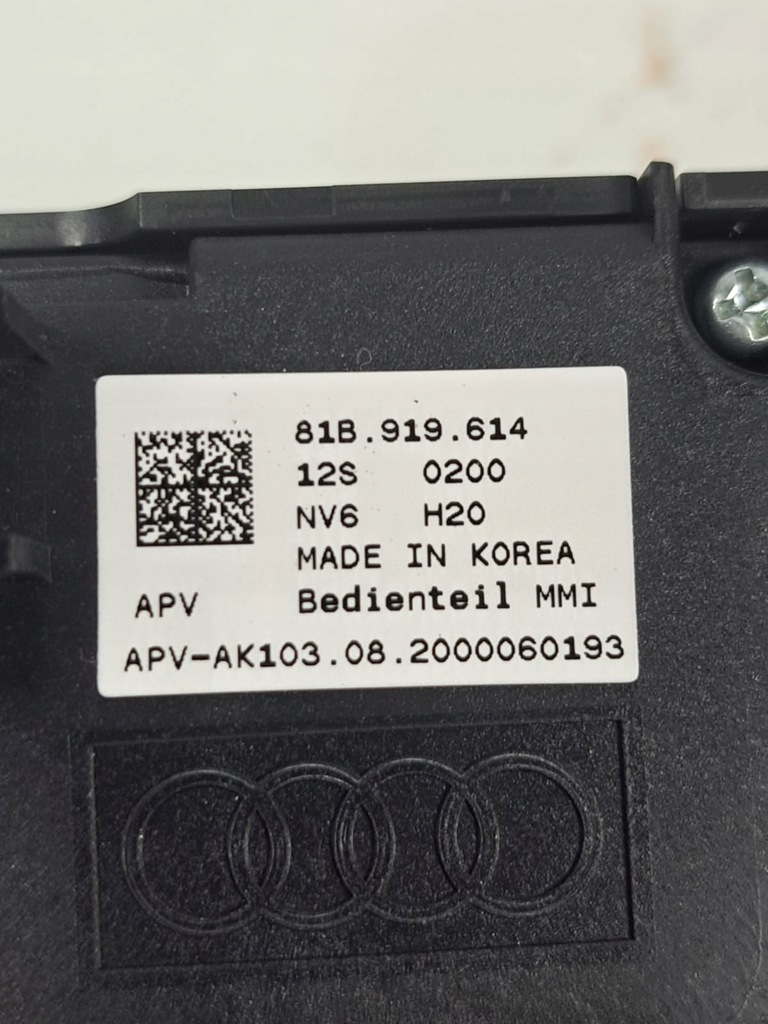 81B.919.614
12S 0200
NV6 H20
MADE IN KOREA
APV Bedienteil MMI
APV-AK103.08.2000060193